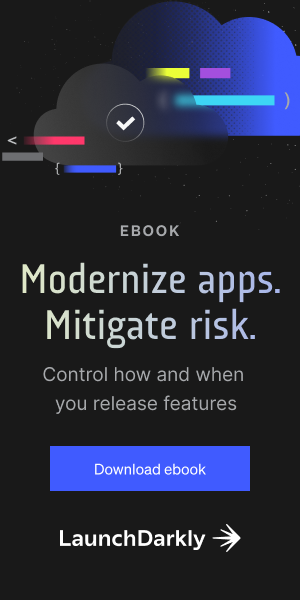 EBOOK
Modernize apps.
Mitigate risk.
Control how and when
you release features
Download ebook
LaunchDarkly